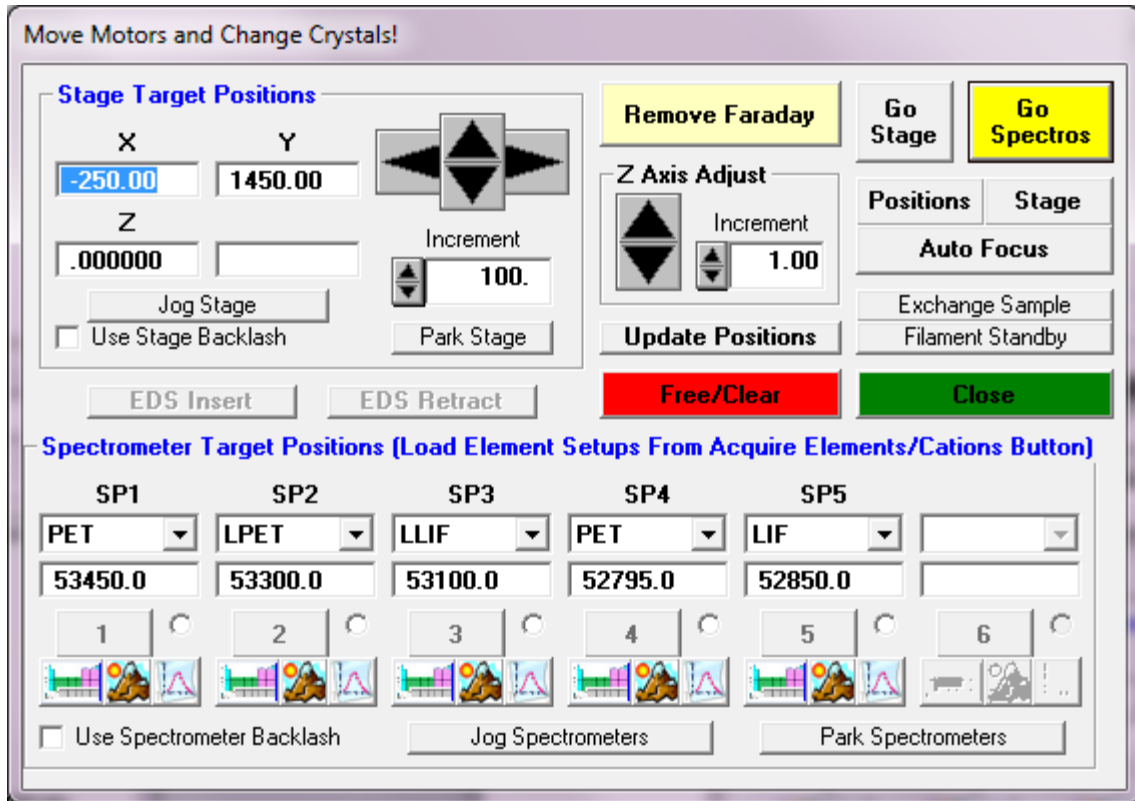 Move Motors and Change Crystals!
Stage Target Positions
X Y
-250.00 1450.00
Z
.000000
Increment
100.
Jog Stage
Use Stage Backlash
Park Stage
Remove Faraday
Go Stage
Go Spectros
Z Axis Adjust
Increment
1.00
Positions Stage
Auto Focus
Exchange Sample
Update Positions
Filament Standby
EDS Insert EDS Retract
Free/Clear
Close
Spectrometer Target Positions (Load Element Setups From Acquire Elements/Cations Button)
SP1 SP2 SP3 SP4 SP5
PET LPET LLIF PET LIF
53450.0 53300.0 53100.0 52795.0 52850.0
1 2 3 4 5 6
Use Spectrometer Backlash Jog Spectrometers Park Spectrometers